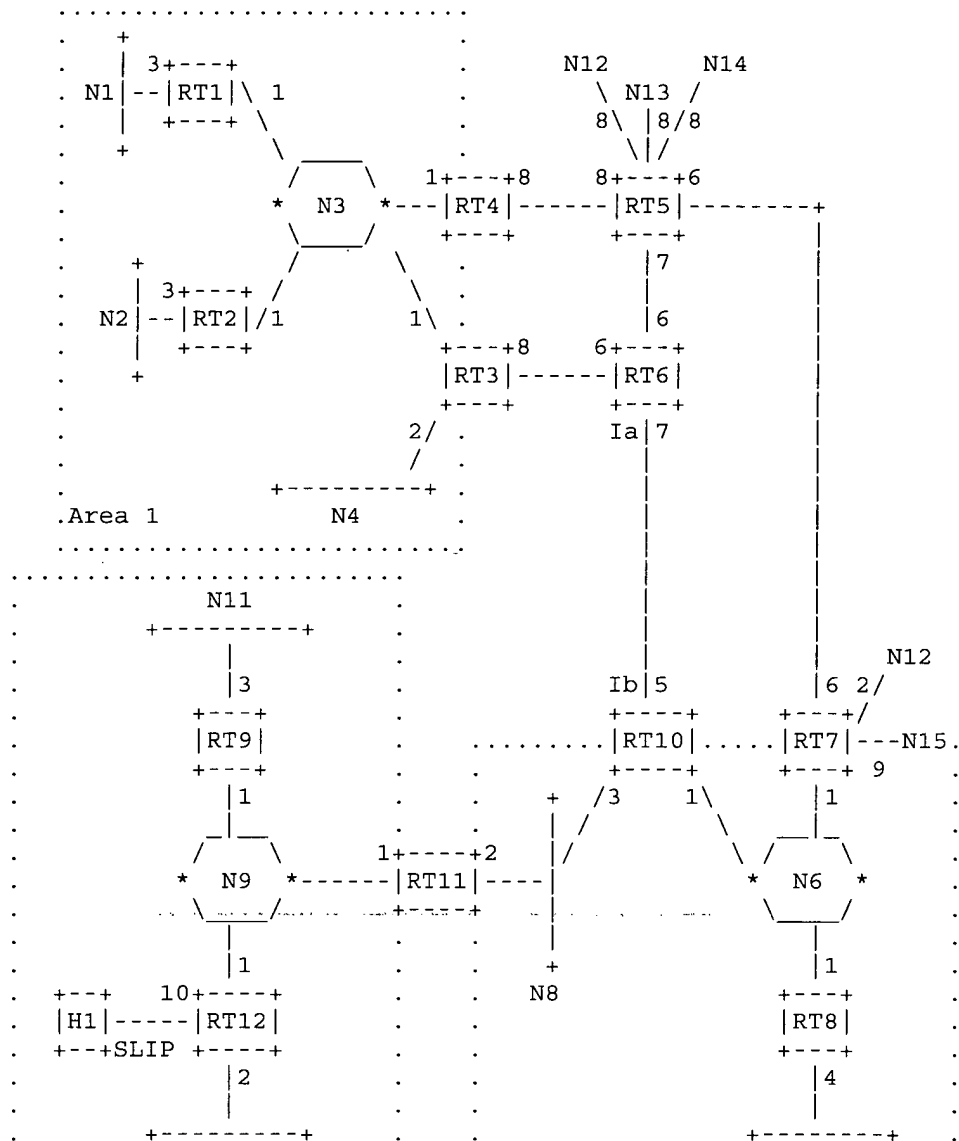 N12 N14
3
N1 RT1 1 N13
8 8 8
1 8 8 6
N3 RT4 RT5
7
3
N2 RT2 1 1 6
8 6
RT3 RT6
2 Ia 7
Area 1 N4
N11
N12
3 Ib 5 6 2
RT9 RT10 RT7 N15
9
1 3 1 1
1 2
N9 RT11 N6
1 1
10 N8
H1 RT12 RT8
SLIP
2 4